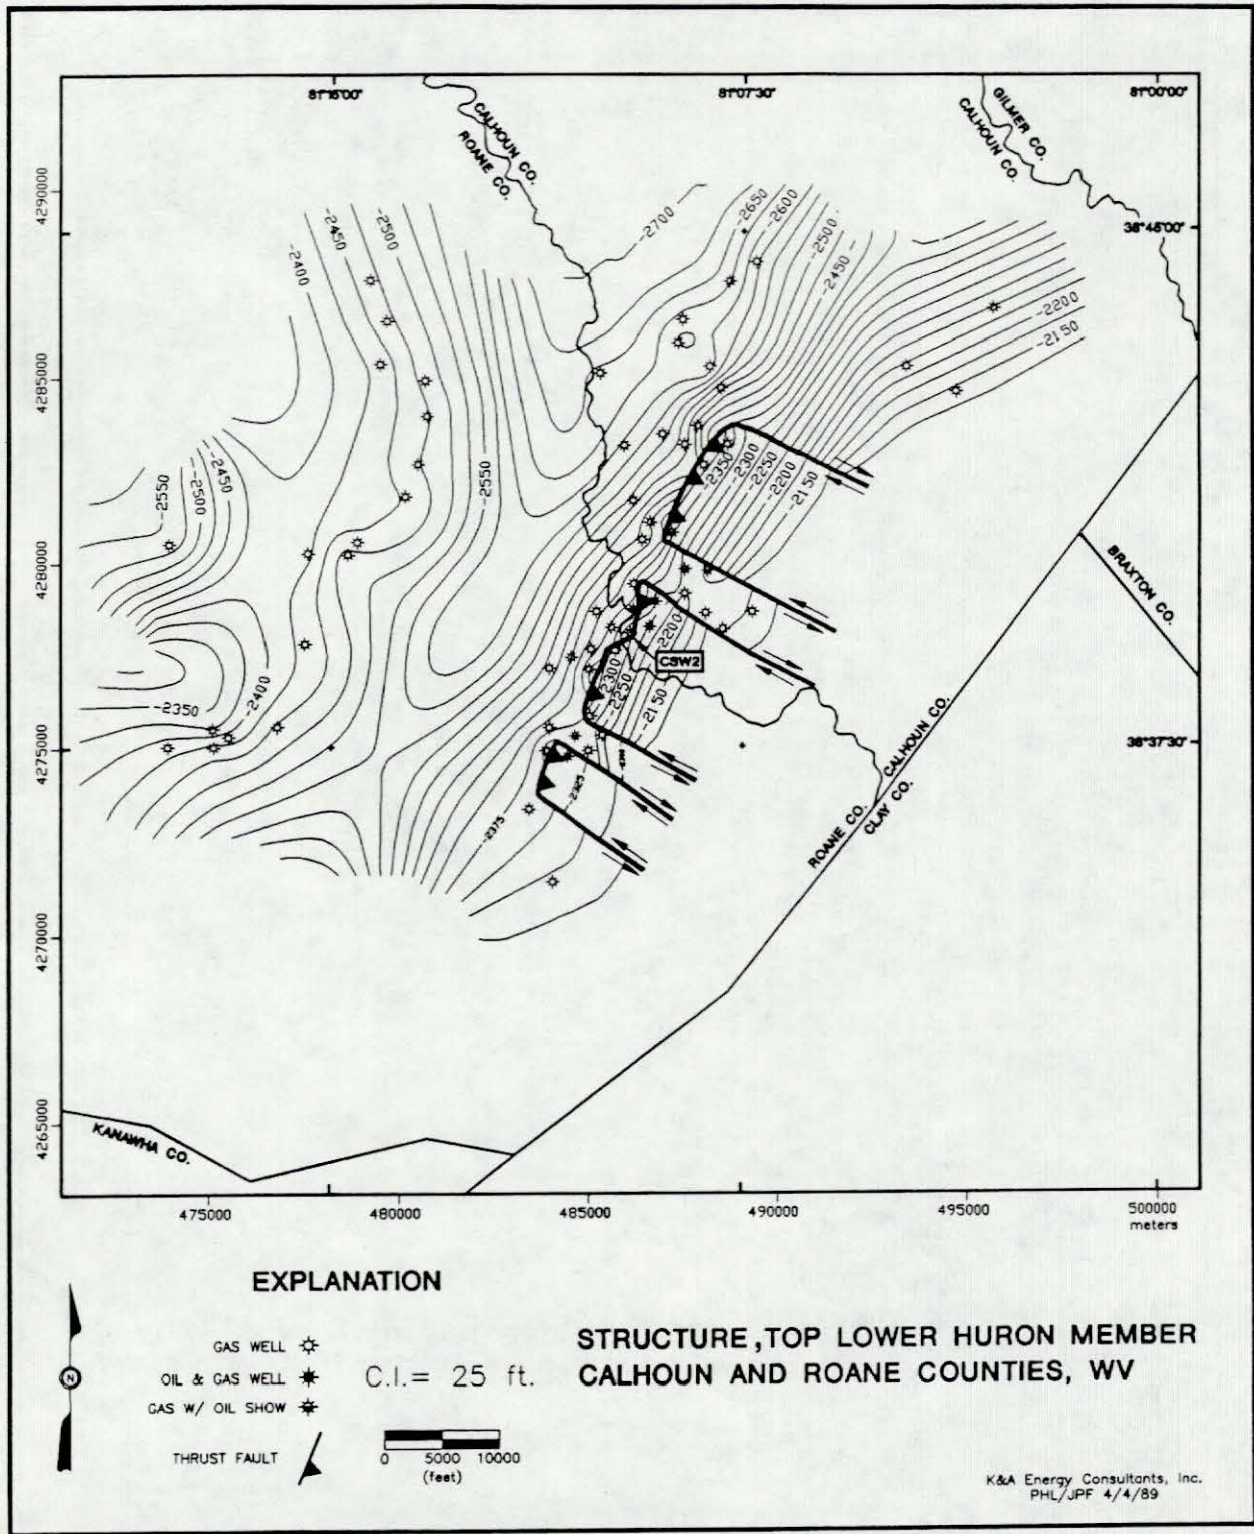 81°15'00"
81°07'30"
81°00'00"
CALHOUN CO.
ROANE CO.
GILMER CO.
CALHOUN CO.
4290000
38°45'00"
-2400
-2450
-2500
-2700
-2650
-2600
-2500
-2450
-2200
-2150
4285000
-2550
-2500
-2450
-2550
-2350
-2300
-2250
-2200
-2150
4280000
BRAXTON CO.
-2200
CSW2
-2300
-2250
-2150
-2400
-2350
4275000
38°37'30"
-2325
-2375
ROANE CO.
CALHOUN CO.
CLAY CO.
4270000
4265000
KANAWHA CO.
475000
480000
485000
490000
495000
500000
meters
EXPLANATION
GAS WELL
OIL & GAS WELL
GAS W/ OIL SHOW
THRUST FAULT
N
C.I.= 25 ft.
0 5000 10000
(feet)
STRUCTURE,TOP LOWER HURON MEMBER
CALHOUN AND ROANE COUNTIES, WV
K&A Energy Consultants, Inc.
PHL/JPF 4/4/89